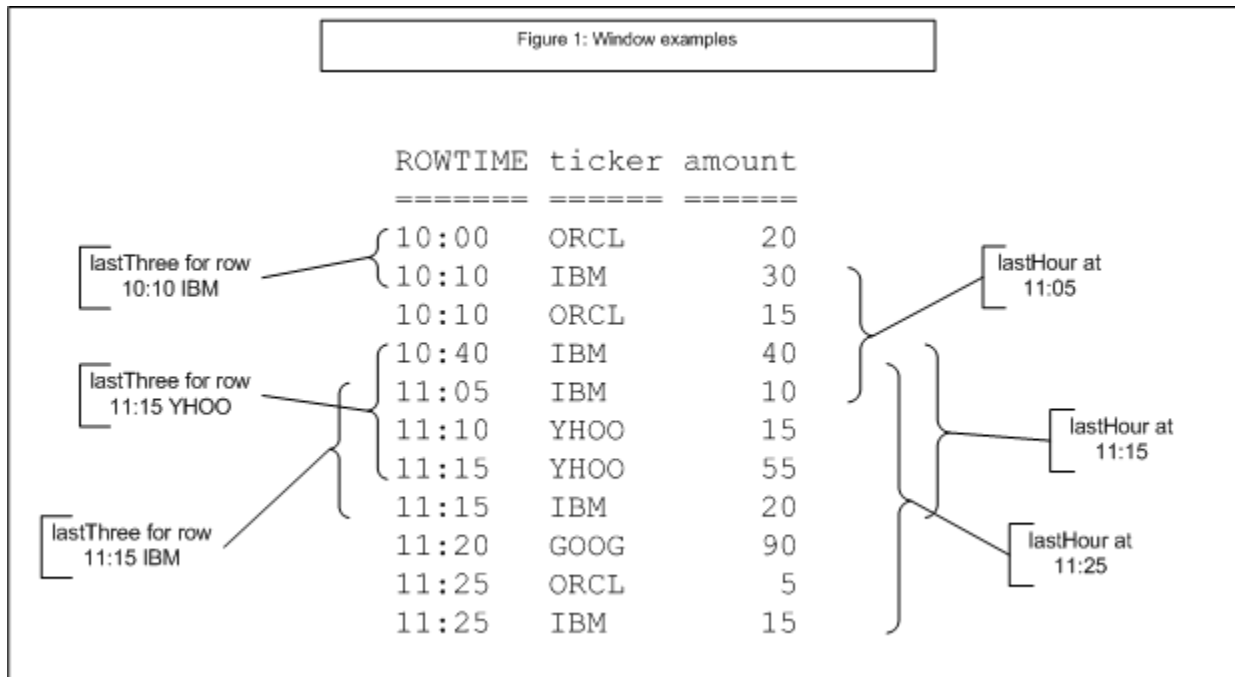 Figure 1: Window examples
ROWTIME ticker amount
======= ====== ======
10:00 ORCL 20
10:10 IBM 30
10:10 ORCL 15
10:40 IBM 40
11:05 IBM 10
11:10 YHOO 15
11:15 YHOO 55
11:15 IBM 20
11:20 GOOG 90
11:25 ORCL 5
11:25 IBM 15
lastThree for row
10:10 IBM
lastThree for row
11:15 YHOO
lastThree for row
11:15 IBM
lastHour at
11:05
lastHour at
11:15
lastHour at
11:25